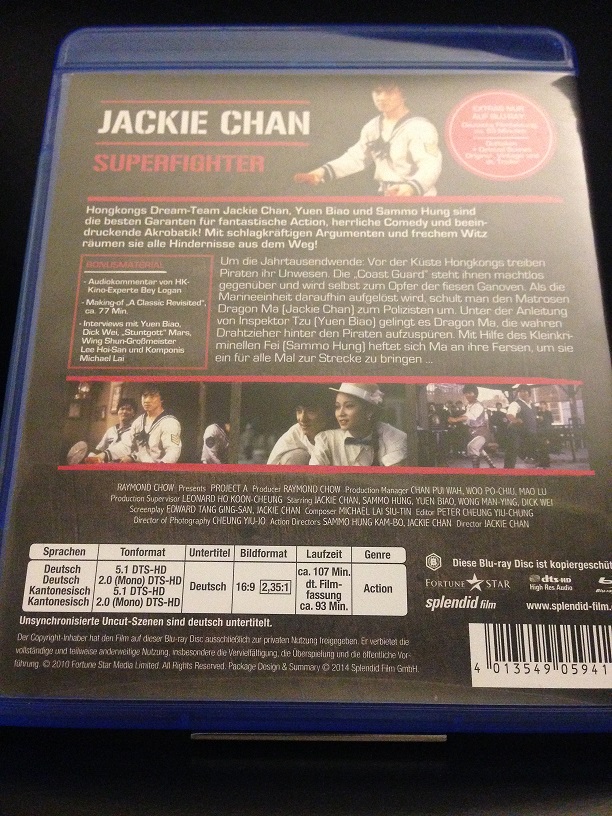 JACKIE CHAN
SUPERFIGHTER
EXTRAS NUR
AUF BLU-RAY
Hongkongs Dream-Team Jackie Chan, Yuen Biao und Sammo Hung sind
die besten Garanten für fantastische Action, herrliche Comedy und beein-
druckende Akrobatik! Mit schlagkräftigen Argumenten und frechem Witz
räumen sie alle Hindernisse aus dem Weg!
BONUSMATERIAL
- Audiokommentar von HK-
Kino-Experte Bey Logan
- Making-of „A Classic Revisited",
ca. 77 Min.
- Interviews mit Yuen Biao,
Dick Wei, „Stuntgott" Mars,
Wing Shun-Großmeister
Lee Hoi-San und Komponis
Michael Lai
Um die Jahrtausendwende: Vor der Küste Hongkongs treiben
Piraten ihr Unwesen. Die „Coast Guard" steht ihnen machtlos
gegenüber und wird selbst zum Opfer der fiesen Ganoven. Als die
Marineeinheit daraufhin aufgelöst wird, schult man den Matrosen
Dragon Ma (Jackie Chan) zum Polizisten um. Unter der Anleitung
von Inspektor Tzu (Yuen Biao) gelingt es Dragon Ma, die wahren
Drahtzieher hinter den Piraten aufzuspüren. Mit Hilfe des Kleinkri-
minellen Fei (Sammo Hung) heftet sich Ma an ihre Fersen, um sie
ein für alle Mal zur Strecke zu bringen ...
RAYMOND CHOW Presents PROJECT A Producer RAYMOND CHOW Production Manager CHAN PUI WAH, WOO PO-CHIU, MAO LU
Production Supervisor LEONARD HO KOON-CHEUNG Starring JACKIE CHAN, SAMMO HUNG, YUEN BIAO, WONG MAN-YING, DICK WEI
Screenplay EDWARD TANG GING-SAN, JACKIE CHAN Composer MICHAEL LAI SIU-TIN Editor PETER CHEUNG YIU-CHUNG
Director of Photography CHEUNG YIU-JO Action Directors SAMMO HUNG KAM-BO, JACKIE CHAN Director JACKIE CHAN
Sprachen Tonformat Untertitel Bildformat Laufzeit Genre
Deutsch 5.1 DTS-HD
Deutsch 2.0 (Mono) DTS-HD
Kantonesisch 5.1 DTS-HD
Kantonesisch 2.0 (Mono) DTS-HD
Deutsch
16:9 2,35:1
ca. 107 Min.
dt. Film-
fassung
ca. 93 Min.
Action
Unsynchronisierte Uncut-Szenen sind deutsch untertitelt.
Der Copyright-Inhaber hat den Film auf dieser Blu-ray Disc ausschließlich zur privaten Nutzung freigegeben. Er verbietet die
vollständige und teilweise anderweitige Nutzung, insbesondere die Vervielfältigung, die Überspielung und die öffentliche Vor-
führung. © 2010 Fortune Star Media Limited. All Rights Reserved. Package Design & Summary © 2014 Splendid Film GmbH.
Diese Blu-ray Disc ist kopiergeschüt
FORTUNE STAR
dts-HD
High Res Audio
splendid film
www.splendid-film.
4 013549 05941